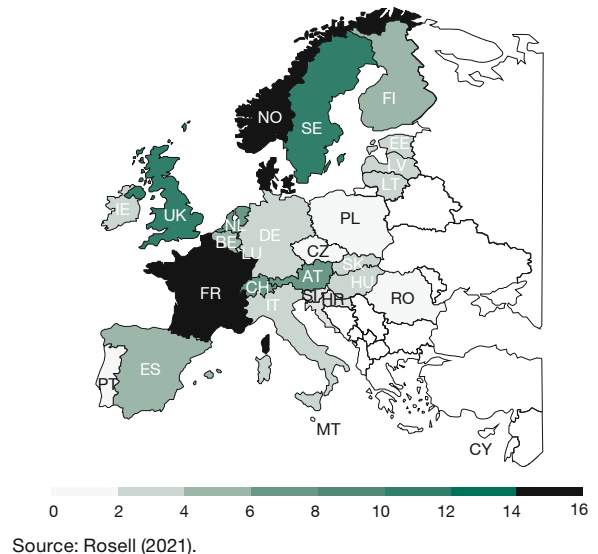 NO
SE
FI
EE
LV
LT
IE
UK
NL
BE
LU
DE
PL
CZ
SK
AT
HU
CH
FR
IT
SI
HR
RO
PT
ES
MT
CY
0 2 4 6 8 10 12 14 16
Source: Rosell (2021).